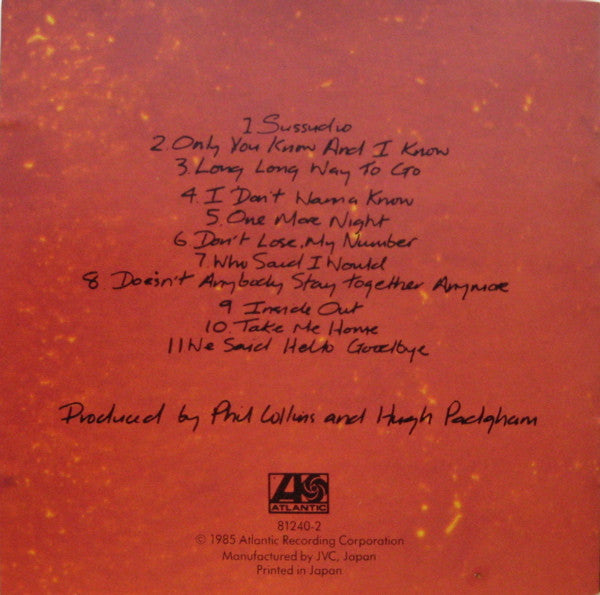 1 Sussudio
2. Only You Know And I Know
3. Long Long Way To Go
4. I Don't Wanna Know
5. One More Night
6 Don't Lose My Number
7 Who Said I Would
8 Doesn't Anybody Stay together Anymore
9 Inside Out
10. Take Me Home
11 We Said Hello Goodbye
Produced by Phil Collins and Hugh Padgham
ATLANTIC
81240-2
© 1985 Atlantic Recording Corporation
Manufactured by JVC, Japan
Printed in Japan